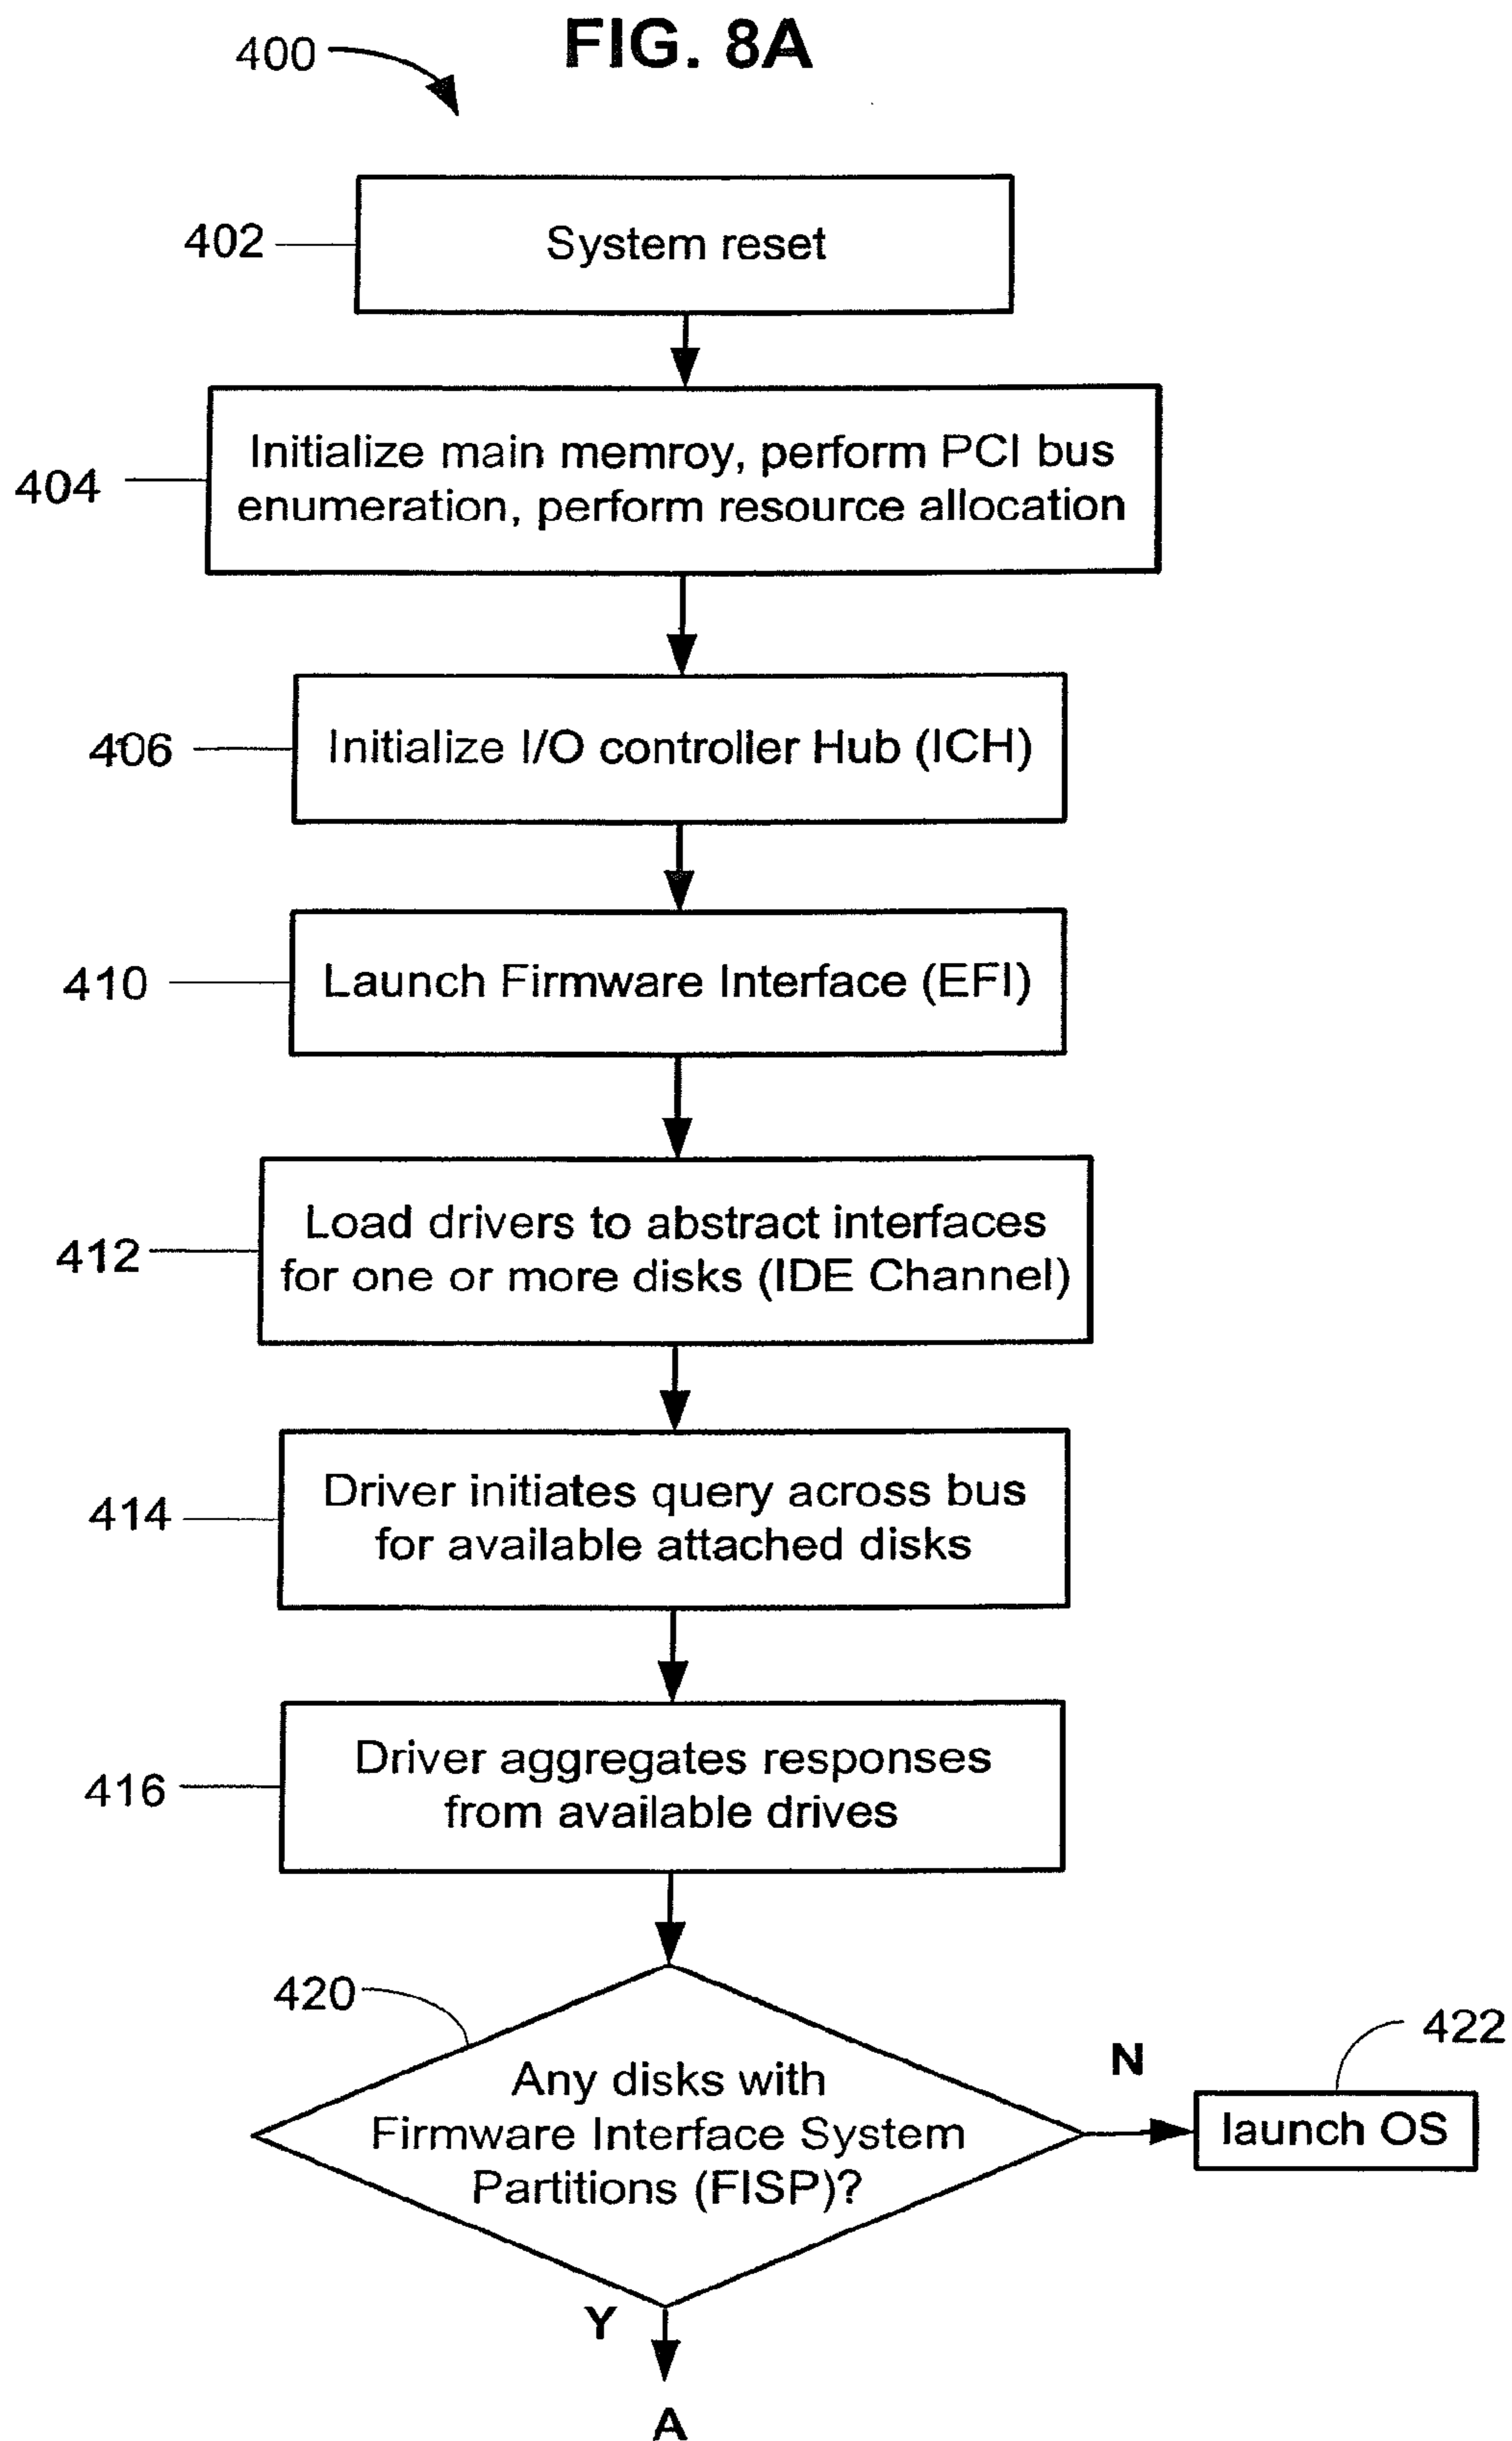 FIG. 8A
400
402
System reset
404
Initialize main memroy, perform PCI bus
enumeration, perform resource allocation
406
Initialize I/O controller Hub (ICH)
410
Launch Firmware Interface (EFI)
412
Load drivers to abstract interfaces
for one or more disks (IDE Channel)
414
Driver initiates query across bus
for available attached disks
416
Driver aggregates responses
from available drives
420
Any disks with
Firmware Interface System
Partitions (FISP)?
N
422
launch OS
Y
A